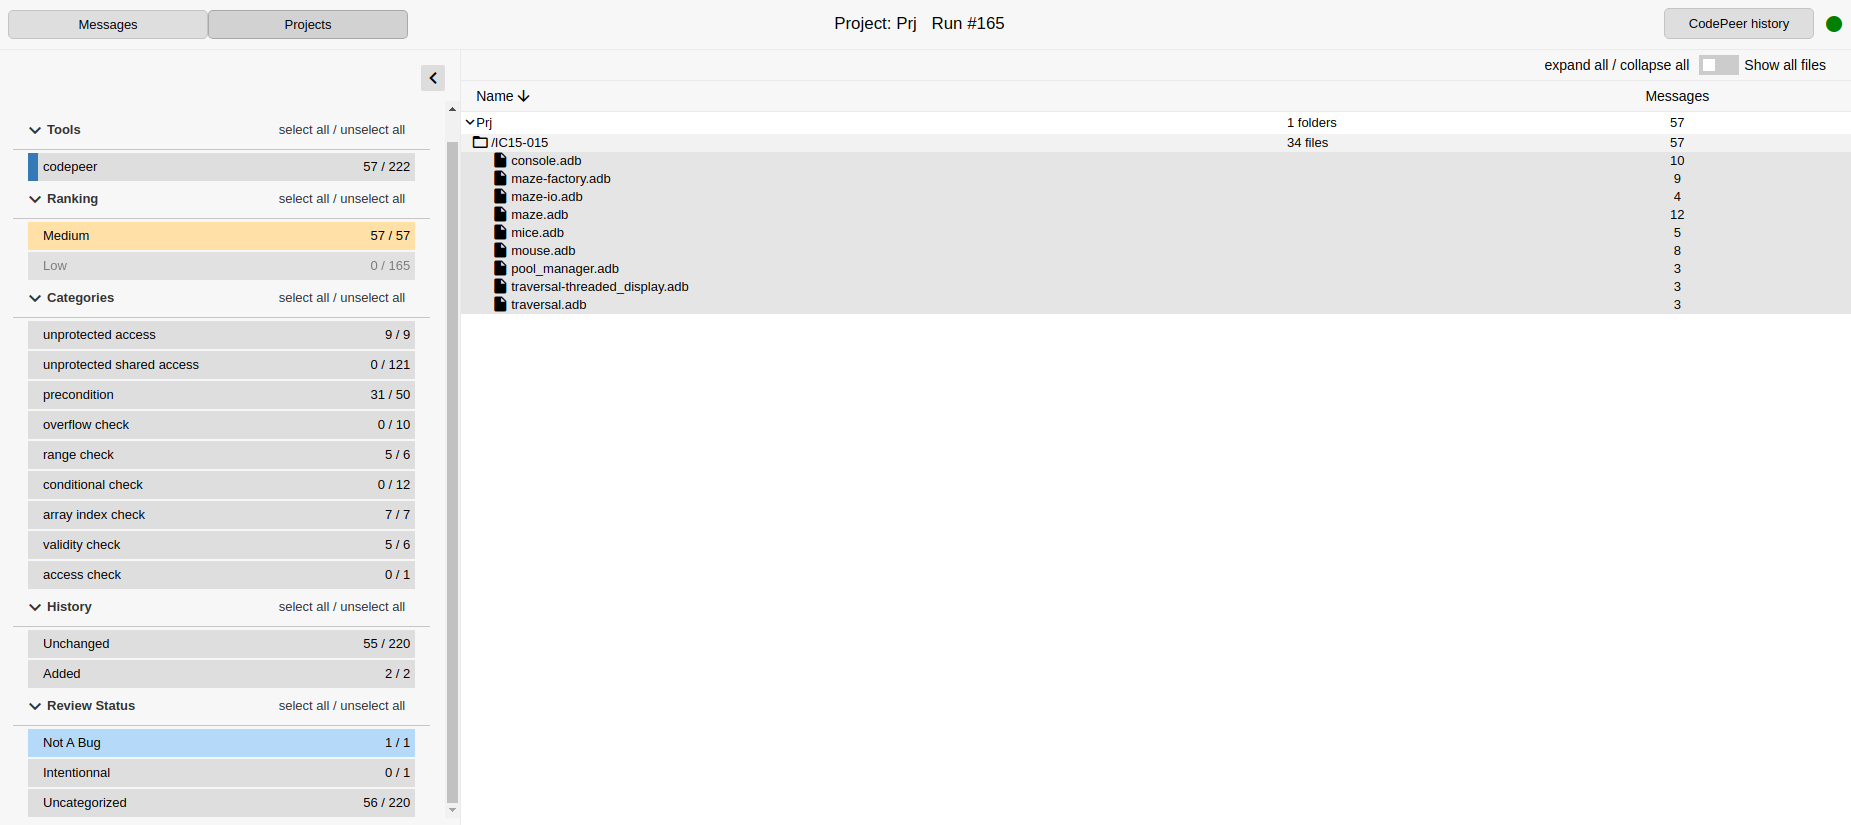 Messages Projects Project: Prj Run #165 CodePeer history
expand all / collapse all Show all files
Name Messages
Tools select all / unselect all
codepeer 57 / 222
Ranking select all / unselect all
Medium 57 / 57
Low 0 / 165
Categories select all / unselect all
unprotected access 9 / 9
unprotected shared access 0 / 121
precondition 31 / 50
overflow check 0 / 10
range check 5 / 6
conditional check 0 / 12
array index check 7 / 7
validity check 5 / 6
access check 0 / 1
History select all / unselect all
Unchanged 55 / 220
Added 2 / 2
Review Status select all / unselect all
Not A Bug 1 / 1
Intentionnal 0 / 1
Uncategorized 56 / 220
Prj 1 folders 57
/IC15-015 34 files 57
console.adb 10
maze-factory.adb 9
maze-io.adb 4
maze.adb 12
mice.adb 5
mouse.adb 8
pool_manager.adb 3
traversal-threaded_display.adb 3
traversal.adb 3